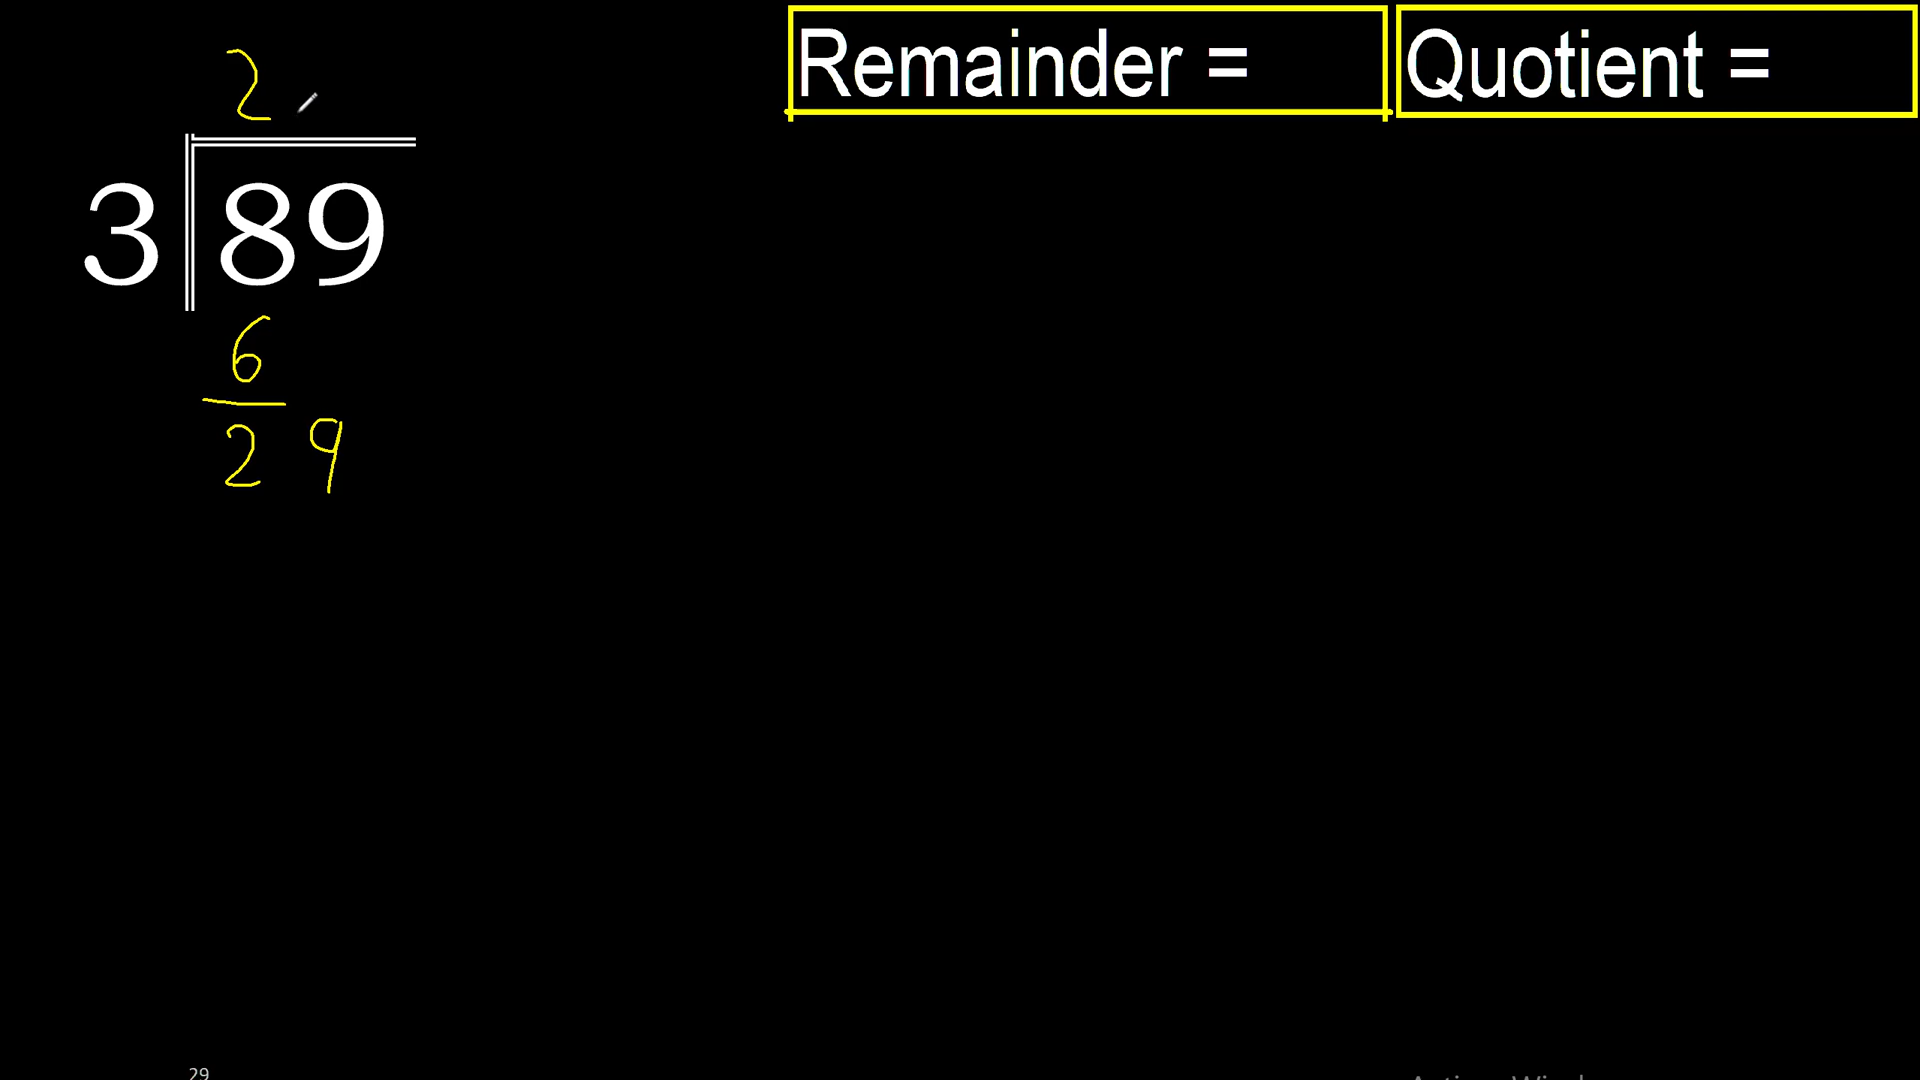 2
Remainder =
Quotient =
3 89
6
2 9
29